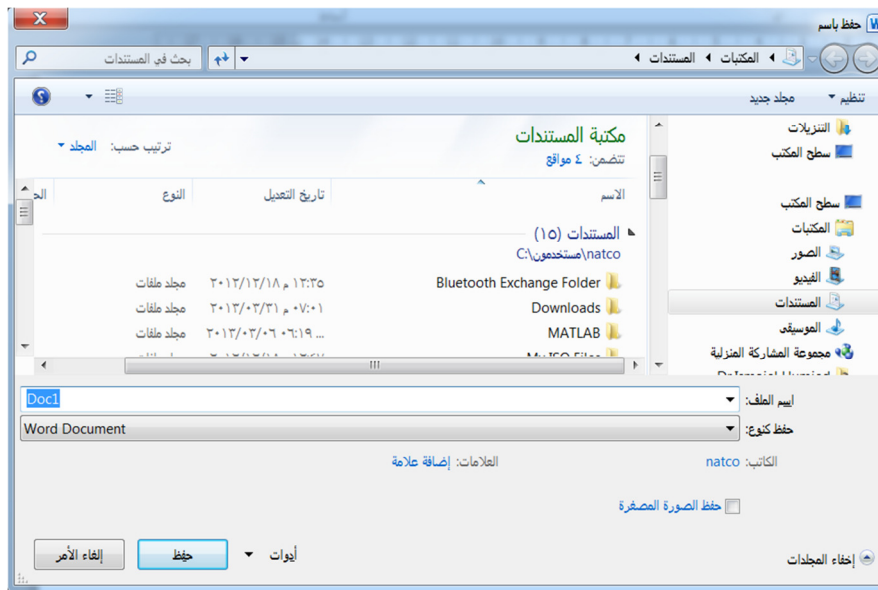 حفظ باسم
المكتبات ◂ المستندات ◂
بحث في المستندات
تنظيم ▾ مجلد جديد
التنزيلات
سطح المكتب
سطح المكتب
المكتبات
الصور
الفيديو
المستندات
الموسيقى
مجموعة المشاركة المنزلية
مكتبة المستندات
تتضمن: ٤ مواقع
ترتيب حسب: المجلد ▾
الاسم تاريخ التعديل النوع
المستندات (١٥)
C:\مستخدمون\natco
Bluetooth Exchange Folder ١٢:٣٥ م ٢٠١٢/١٢/١٨ مجلد ملفات
Downloads ٠٧:٠١ م ٢٠١٢/٠٣/٣١ مجلد ملفات
MATLAB ... ٠٦:١٩ ٢٠١٣/٠٣/٠٦ مجلد ملفات
My ISO Files
اسم الملف: Doc1
حفظ كنوع: Word Document
الكاتب: natco العلامات: إضافة علامة
حفظ الصورة المصغرة
إخفاء المجلدات
أدوات ▾ حفظ إلغاء الأمر